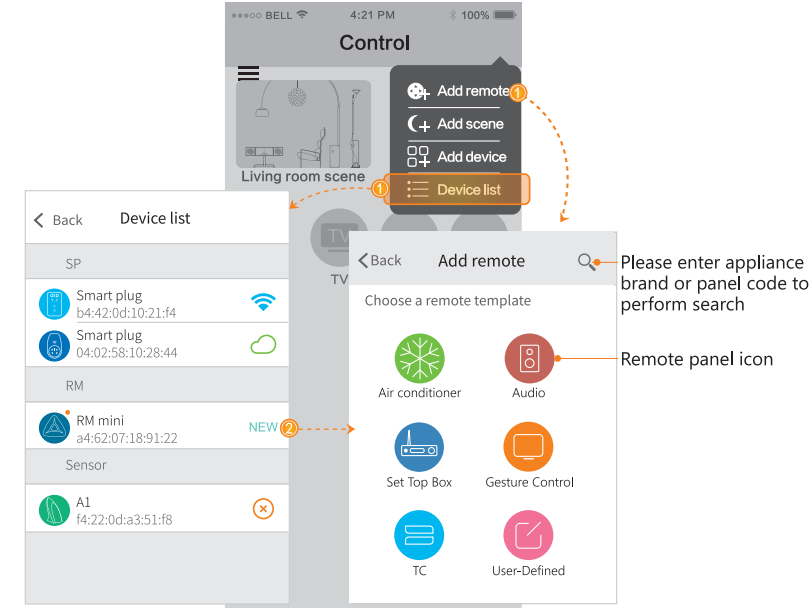 BELL 4:21 PM 100%
Control
Add remote 1
Add scene
Add device
1 Device list
Living room scene
TV
TV
Back Device list
SP
Smart plug
b4:42:0d:10:21:f4
Smart plug
04:02:58:10:28:44
RM
RM mini
a4:62:07:18:91:22
NEW 2
Sensor
A1
f4:22:0d:a3:51:f8
Back Add remote
Choose a remote template
Air conditioner
Audio
Set Top Box
Gesture Control
TC
User-Defined
Please enter appliance
brand or panel code to
perform search
Remote panel icon